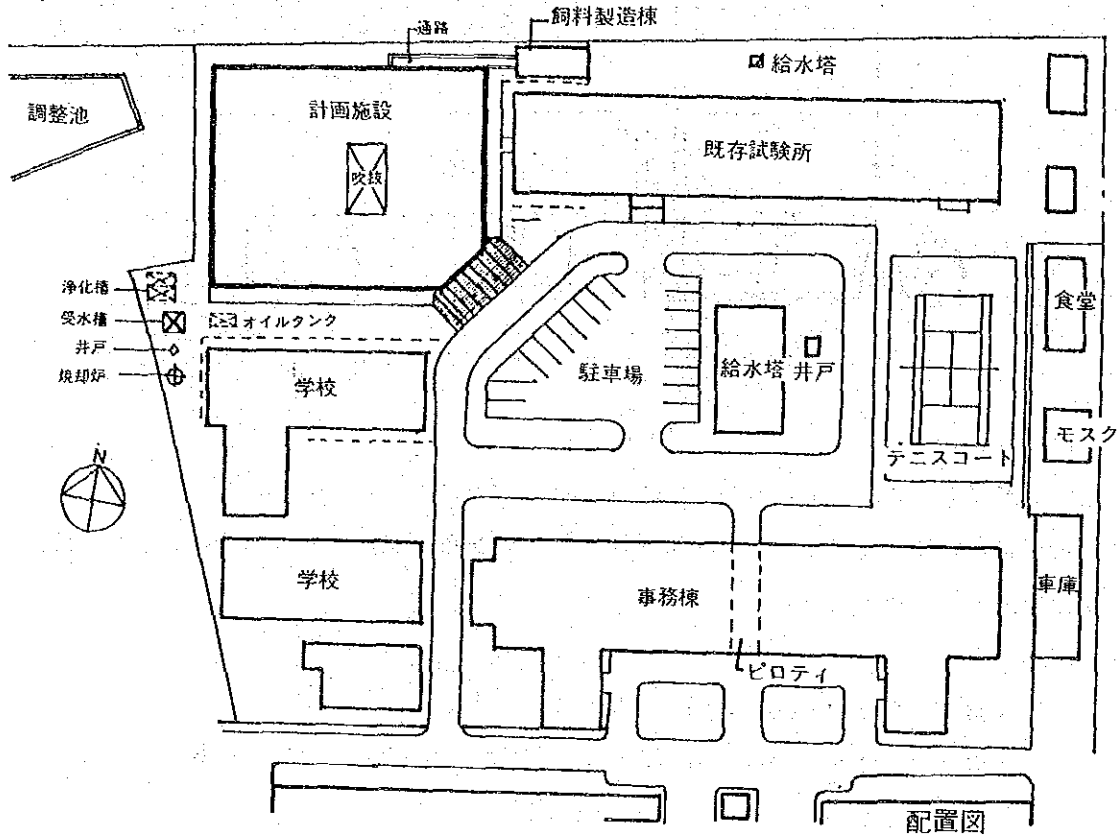 飼料製造棟
通路
給水塔
調整池
計画施設
既存試験所
吹抜
浄化槽
食堂
受水槽
オイルタンク
井戸
焼却炉
学校
駐車場
給水塔
井戸
モスク
テニスコート
N
学校
事務棟
車庫
ピロティ
配置図